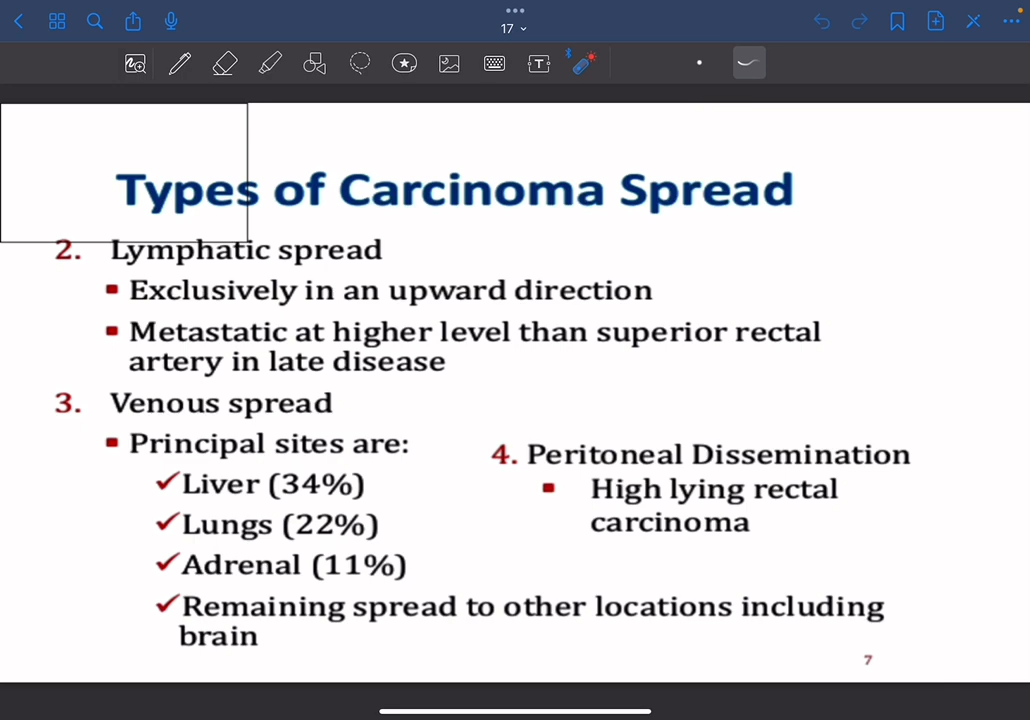 17
Types of Carcinoma Spread
2. Lymphatic spread
Exclusively in an upward direction
Metastatic at higher level than superior rectal
artery in late disease
3. Venous spread
Principal sites are:
Liver (34%)
Lungs (22%)
Adrenal (11%)
Remaining spread to other locations including
brain
4. Peritoneal Dissemination
High lying rectal
carcinoma
7